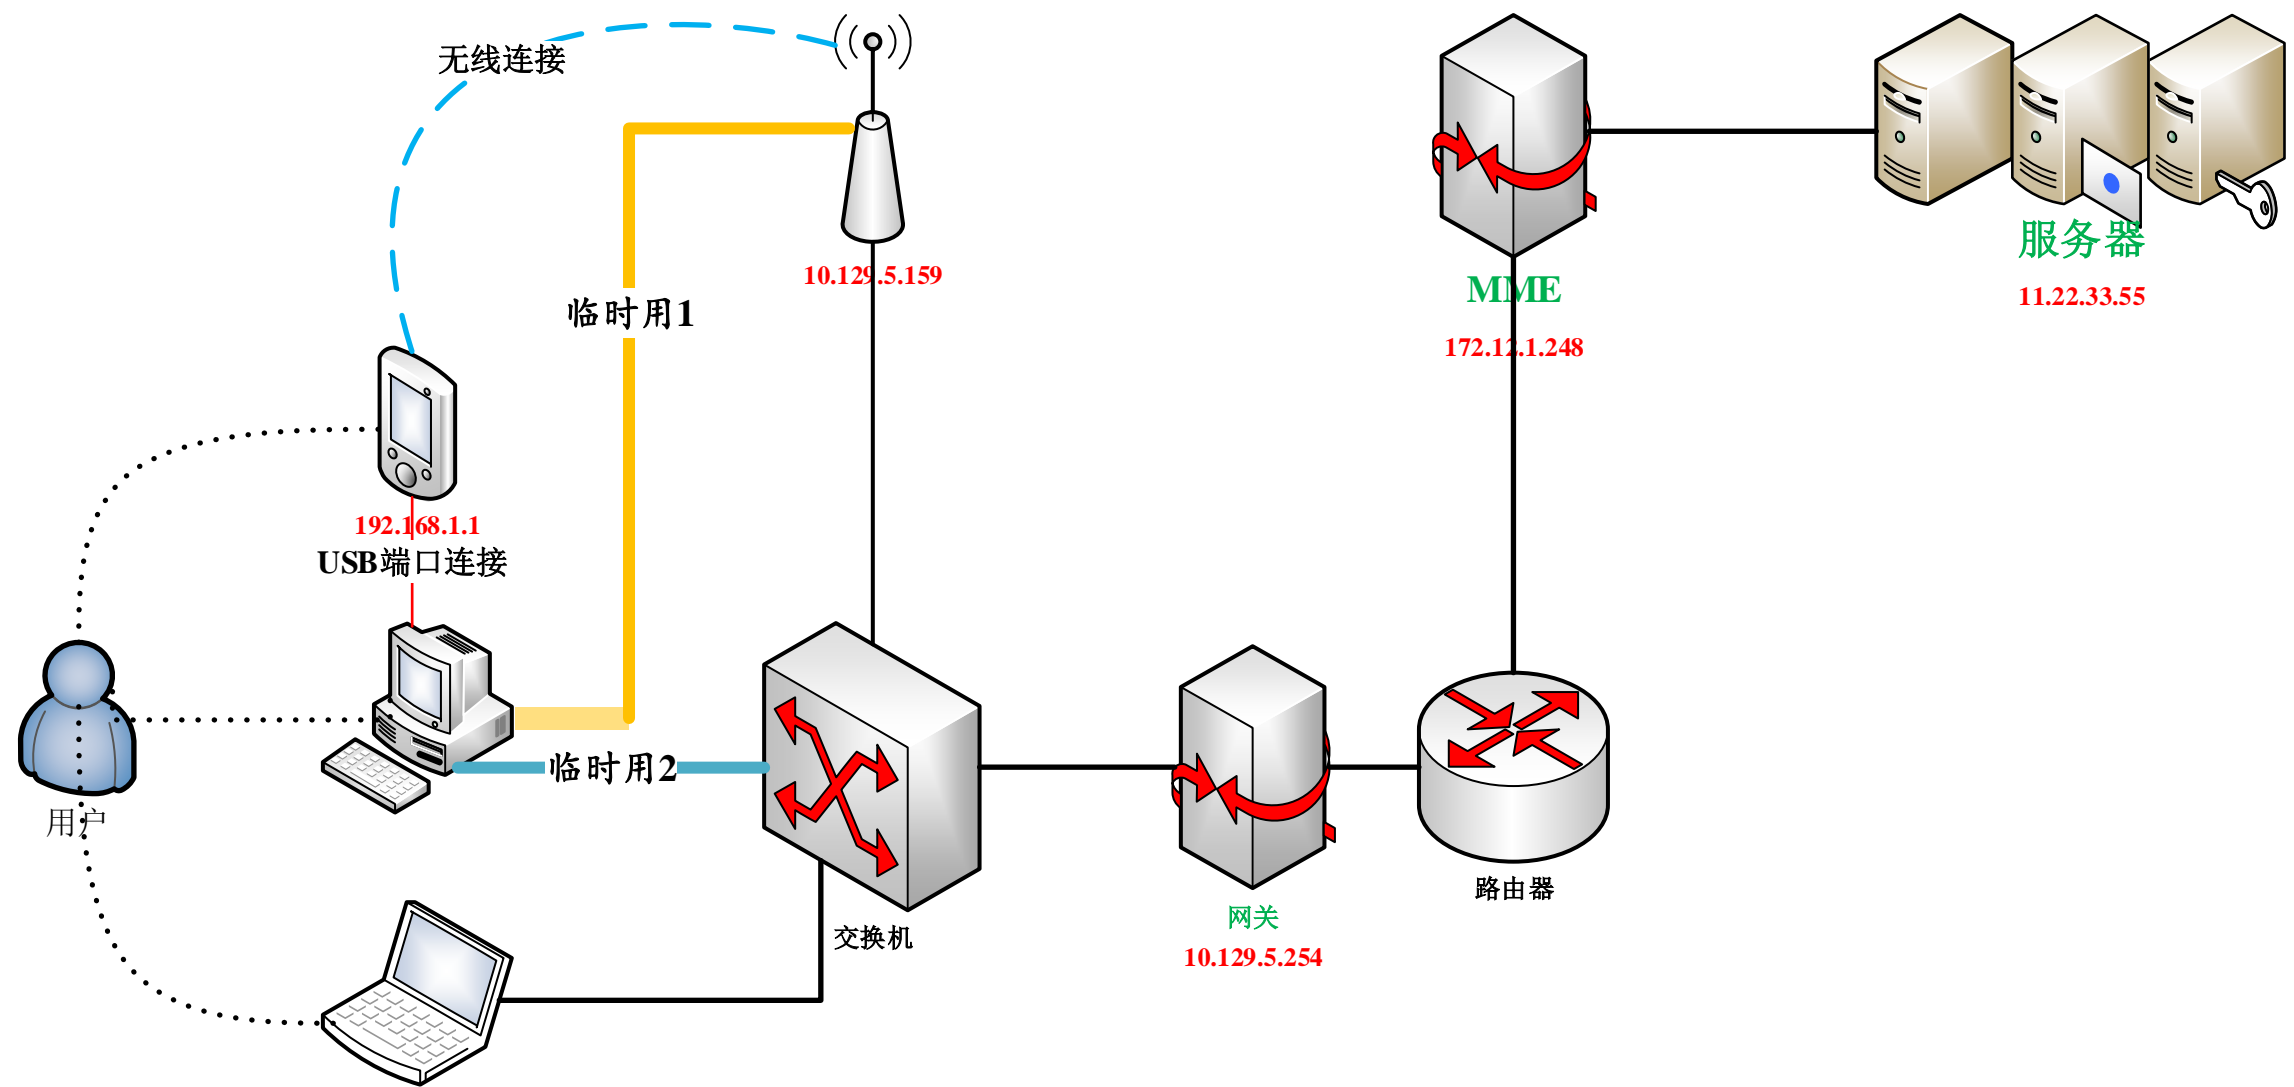 无线连接
10.129.5.159
临时用1
MME
172.12.1.248
服务器
11.22.33.55
192.168.1.1
USB端口连接
临时用2
用户
交换机
网关
10.129.5.254
路由器